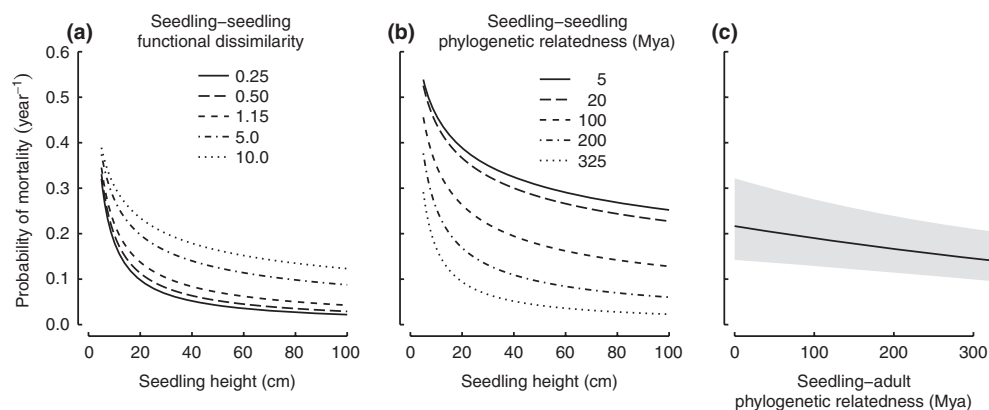 (a) Seedling–seedling
functional dissimilarity
(b) Seedling–seedling
phylogenetic relatedness (Mya)
(c)
Probability of mortality (year−1)
0.6
0.5
0.4
0.3
0.2
0.1
0.0
0.25
0.50
1.15
5.0
10.0
5
20
100
200
325
0 20 40 60 80 100
0 20 40 60 80 100
0 100 200 300
Seedling height (cm)
Seedling height (cm)
Seedling–adult
phylogenetic relatedness (Mya)